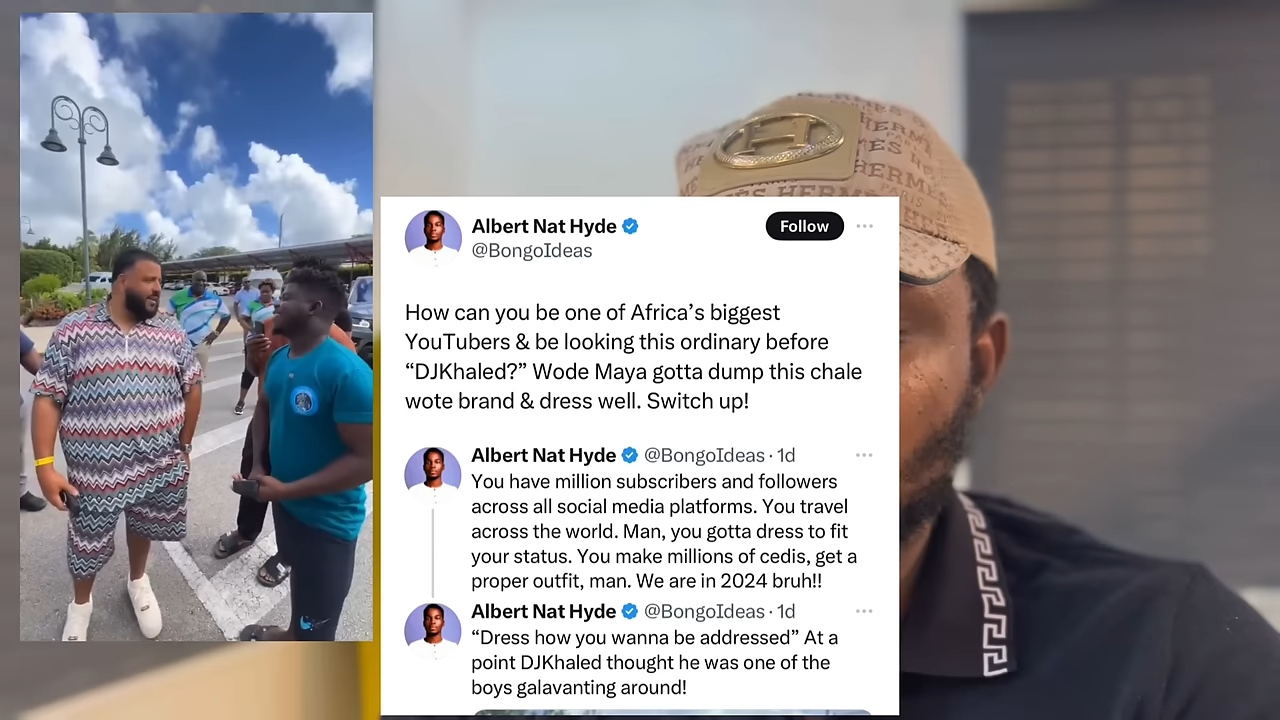 HERMES
HERMES
PARIS
HERMES
Albert Nat Hyde
Follow
@BongoIdeas
How can you be one of Africa’s biggest
YouTubers & be looking this ordinary before
“DJKhaled?” Wode Maya gotta dump this chale
wote brand & dress well. Switch up!
Albert Nat Hyde @BongoIdeas · 1d
You have million subscribers and followers
across all social media platforms. You travel
across the world. Man, you gotta dress to fit
your status. You make millions of cedis, get a
proper outfit, man. We are in 2024 bruh!!
Albert Nat Hyde @BongoIdeas · 1d
“Dress how you wanna be addressed” At a
point DJKhaled thought he was one of the
boys galavanting around!